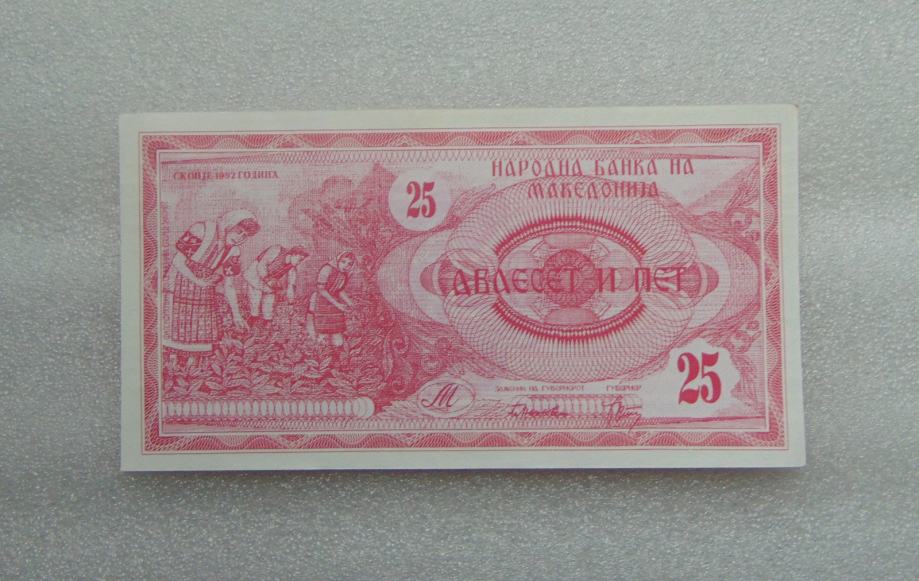 СКОПЈЕ 1992 ГОДИНА
25
НАРОДНА БАНКА НА
МАКЕДОНИЈА
ДВАЕСЕТ И ПЕТ
25
М
ЗАМЕНИК НА ГУВЕРНЕРОТ ГУВЕРНЕР